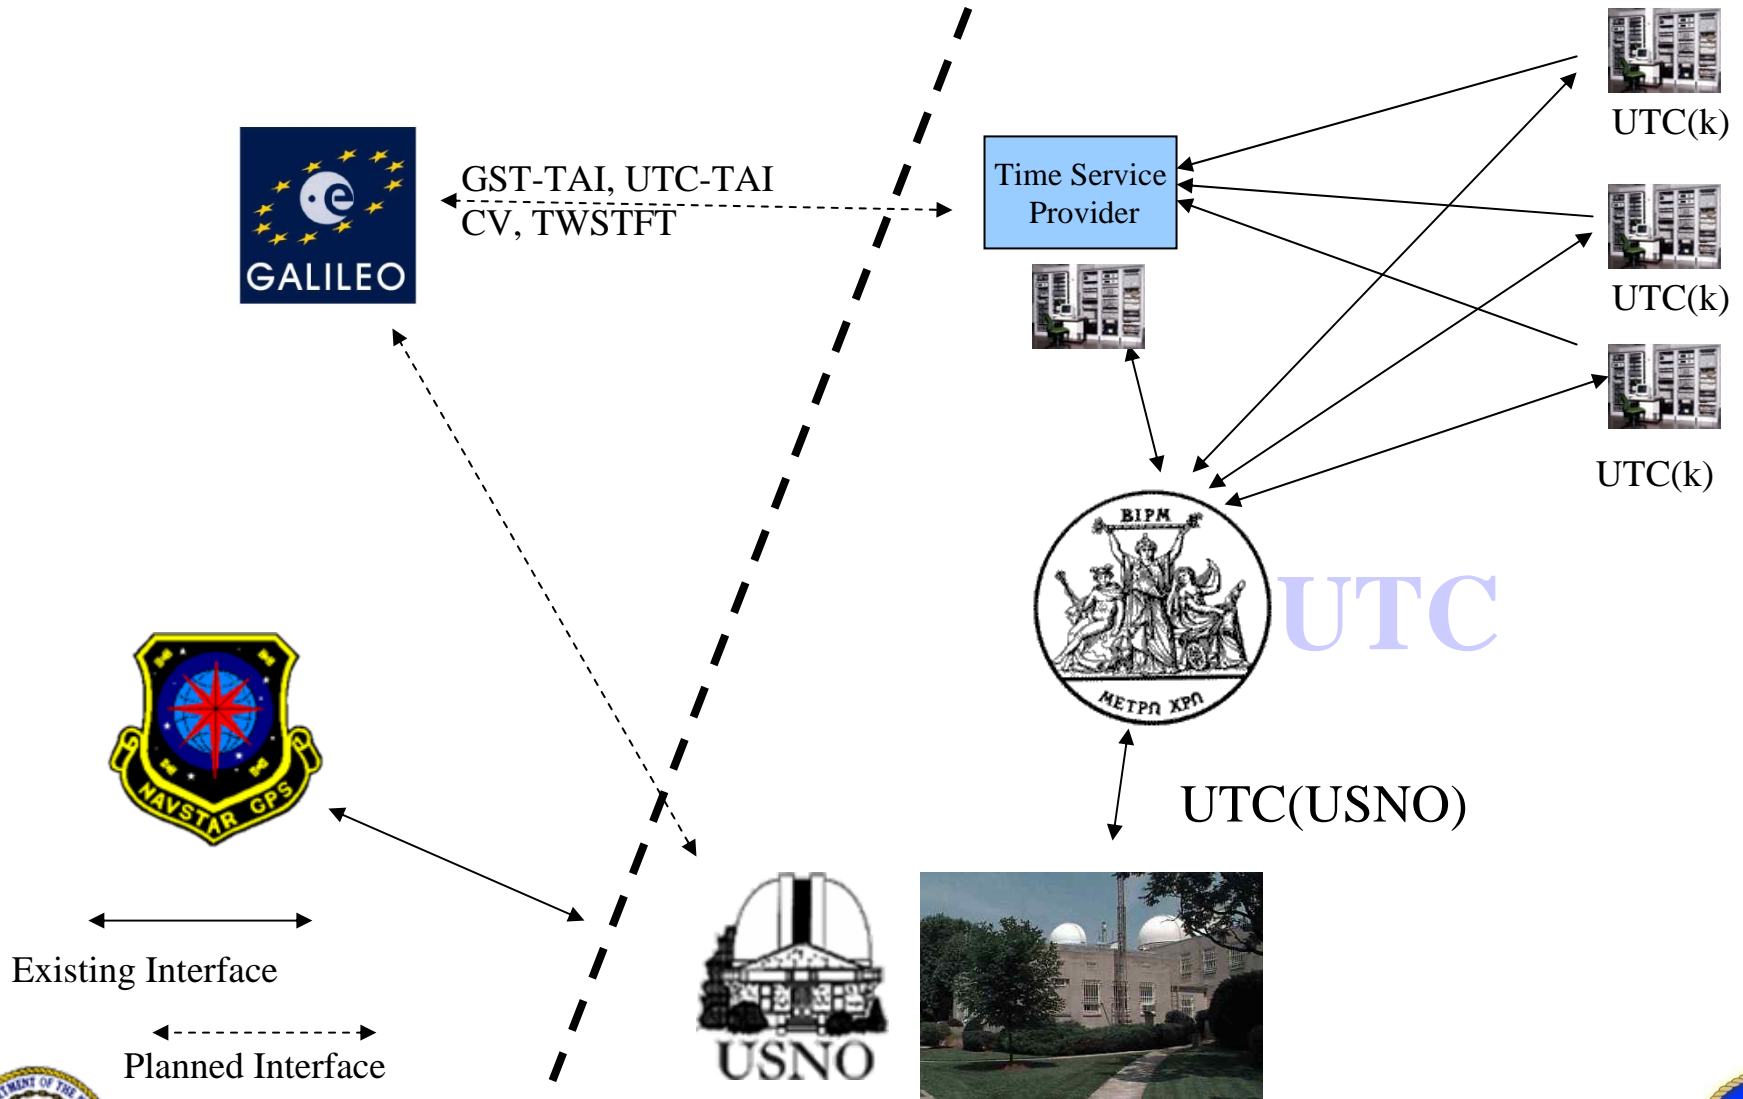 UTC(k)
GST-TAI, UTC-TAI
CV, TWSTFT
Time Service
Provider
GALILEO
UTC(k)
UTC(k)
BIPM
UTC
ΜΕΤΡΩ ΧΡΩ
NAVSTAR GPS
UTC(USNO)
Existing Interface
USNO
Planned Interface